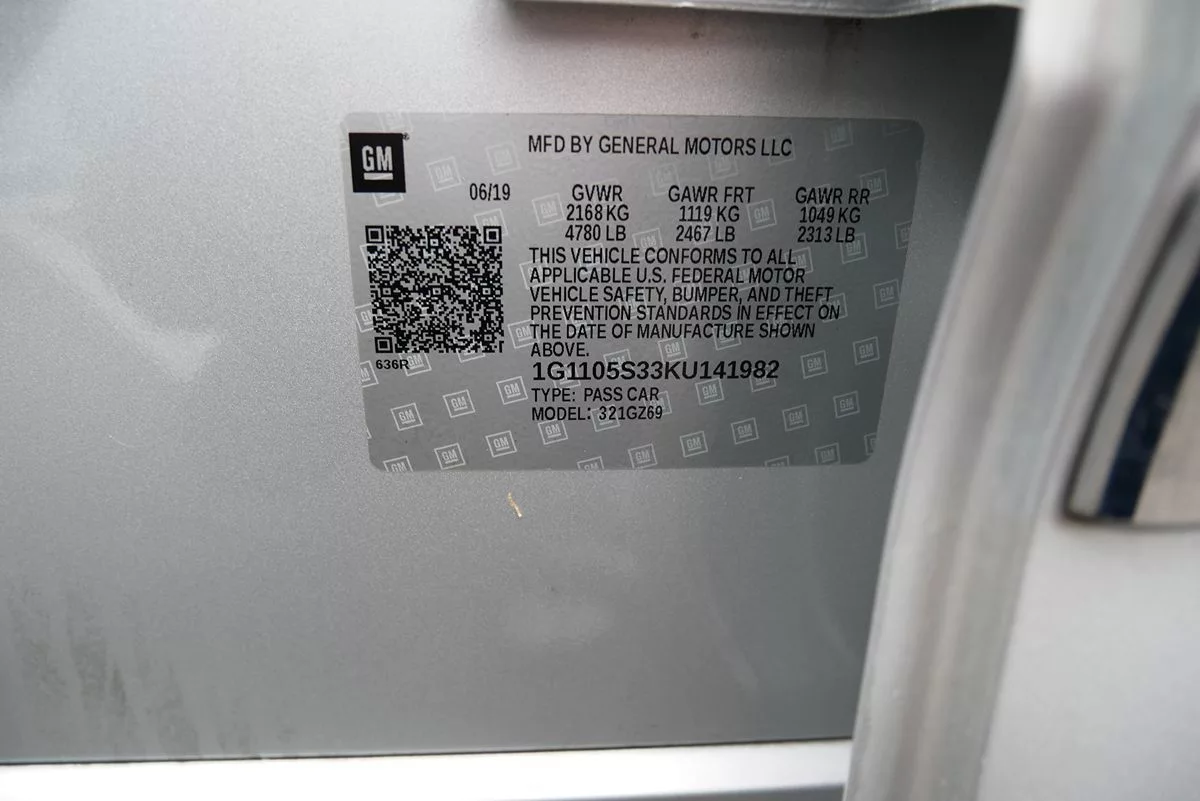 GM
MFD BY GENERAL MOTORS LLC
06/19 GVWR GAWR FRT GAWR RR
2168 KG 1119 KG 1049 KG
4780 LB 2467 LB 2313 LB
THIS VEHICLE CONFORMS TO ALL
APPLICABLE U.S. FEDERAL MOTOR
VEHICLE SAFETY, BUMPER, AND THEFT
PREVENTION STANDARDS IN EFFECT ON
THE DATE OF MANUFACTURE SHOWN
ABOVE.
636R
1G1105S33KU141982
TYPE: PASS CAR
MODEL: 321GZ69